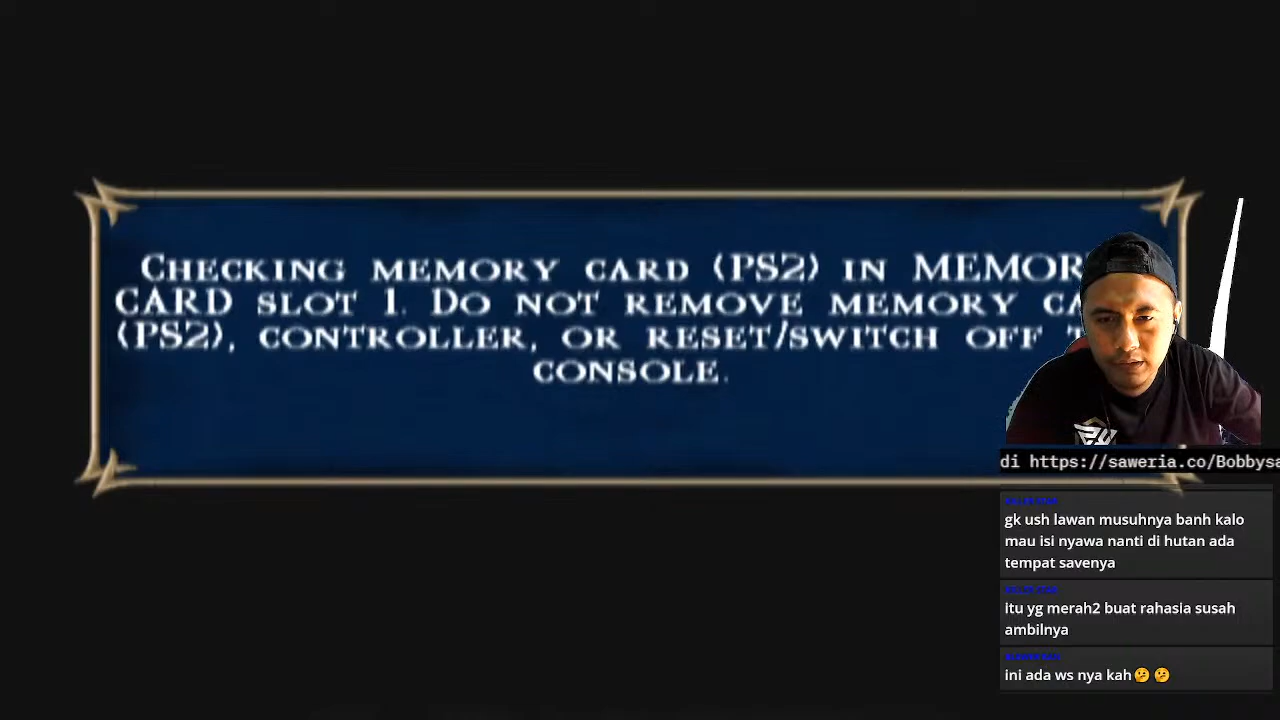 CHECKING MEMORY CARD (PS2) IN MEMOR
CARD SLOT 1. DO NOT REMOVE MEMORY CA
(PS2), CONTROLLER, OR RESET/SWITCH OFF T
CONSOLE.
di https://saweria.co/Bobbysa
gk ush lawan musuhnya banh kalo
mau isi nyawa nanti di hutan ada
tempat savenya
itu yg merah2 buat rahasia susah
ambilnya
ini ada ws nya kah🤔🤔